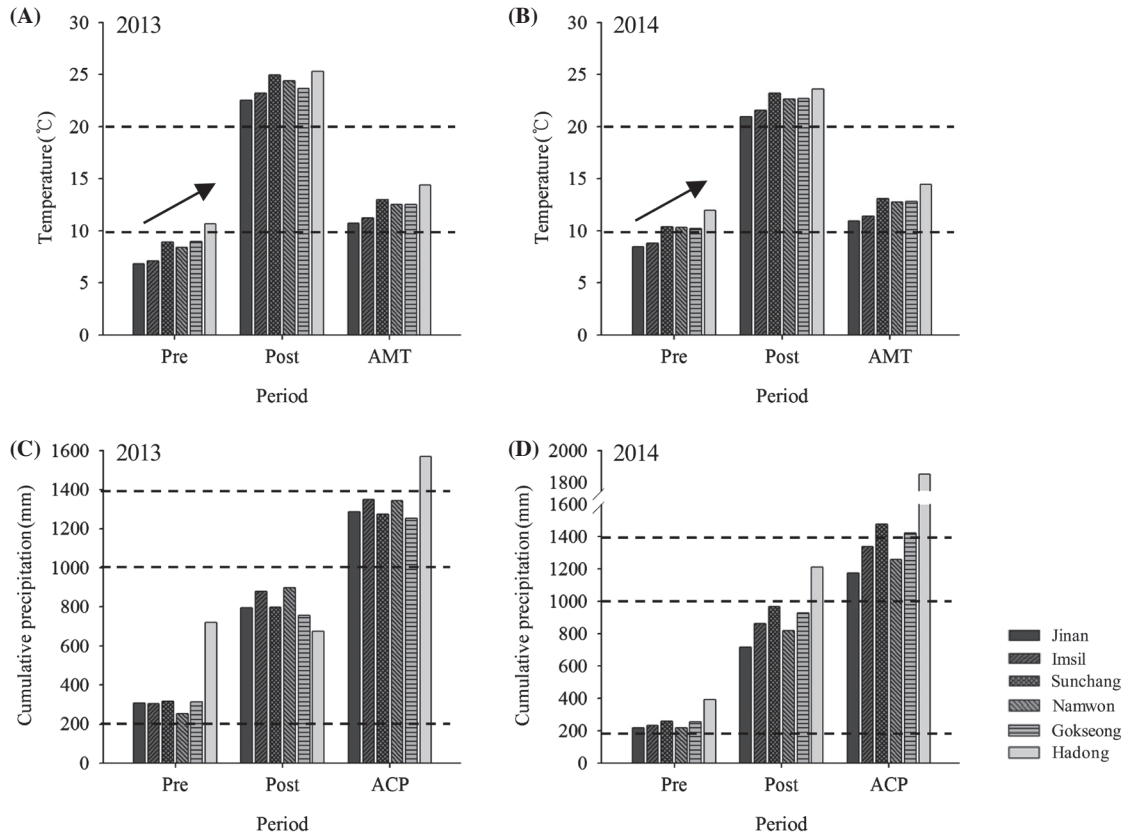 (A)
2013
30
25
20
15
10
5
0
Temperature(℃)
Pre
Post
AMT
Period
(B)
2014
30
25
20
15
10
5
0
Temperature(℃)
Pre
Post
AMT
Period
(C)
2013
1600
1400
1200
1000
800
600
400
200
0
Cumulative precipitation(mm)
Pre
Post
ACP
Period
(D)
2014
2000
1800
1600
1400
1200
1000
800
600
400
200
0
Cumulative precipitation(mm)
Pre
Post
ACP
Period
Jinan
Imsil
Sunchang
Namwon
Gokseong
Hadong